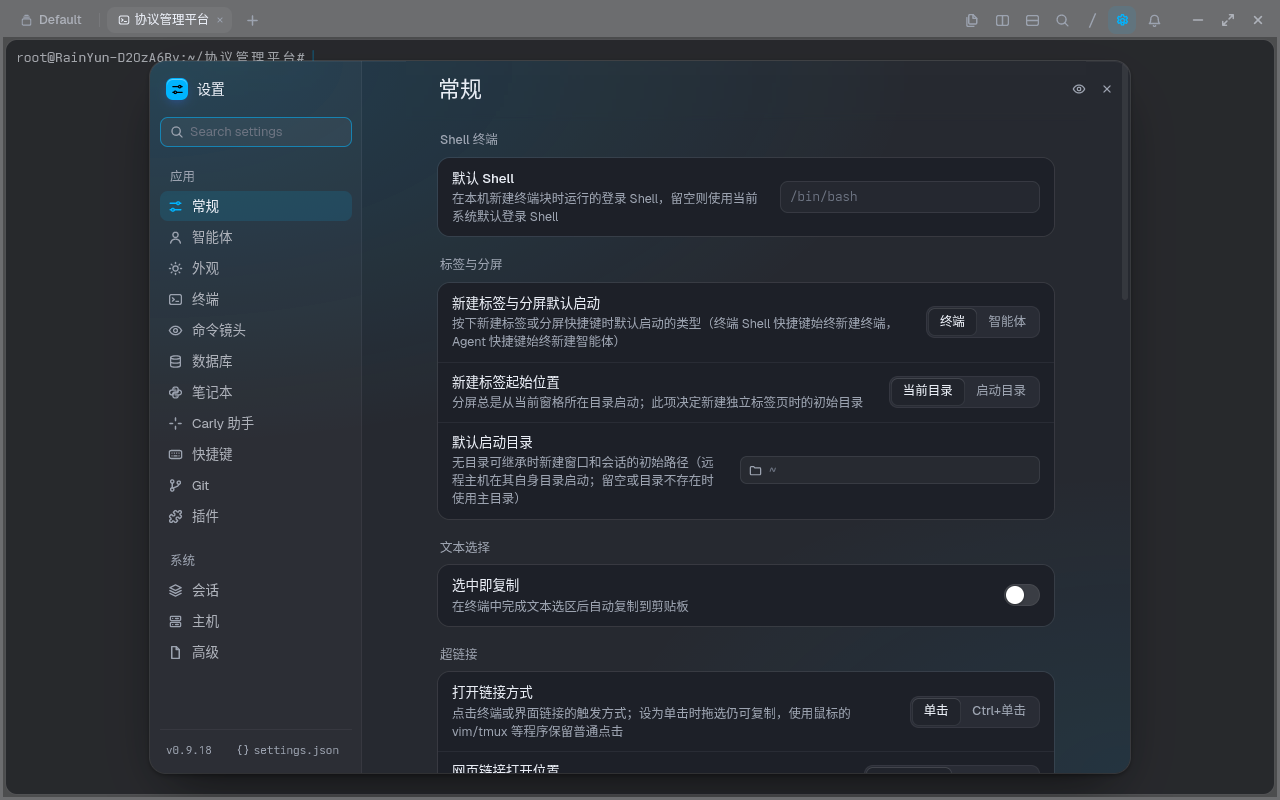 Default
协议管理平台
root@RainYun-D2OzA6Rv:~/协议管理平台#
设置
Search settings
应用
常规
智能体
外观
终端
命令镜头
数据库
笔记本
Carly 助手
快捷键
Git
插件
系统
会话
主机
高级
v0.9.18
{} settings.json
常规
Shell 终端
默认 Shell
在本机新建终端块时运行的登录 Shell，留空则使用当前
系统默认登录 Shell
/bin/bash
标签与分屏
新建标签与分屏默认启动
按下新建标签或分屏快捷键时默认启动的类型（终端 Shell 快捷键始终新建终端，
Agent 快捷键始终新建智能体）
终端 智能体
新建标签起始位置
分屏总是从当前窗格所在目录启动；此项决定新建独立标签页时的初始目录
当前目录 启动目录
默认启动目录
无目录可继承时新建窗口和会话的初始路径（远
程主机在其自身目录启动；留空或目录不存在时
使用主目录）
~
文本选择
选中即复制
在终端中完成文本选区后自动复制到剪贴板
超链接
打开链接方式
点击终端或界面链接的触发方式；设为单击时拖选仍可复制，使用鼠标的
vim/tmux 等程序保留普通点击
单击 Ctrl+单击
网页链接打开位置